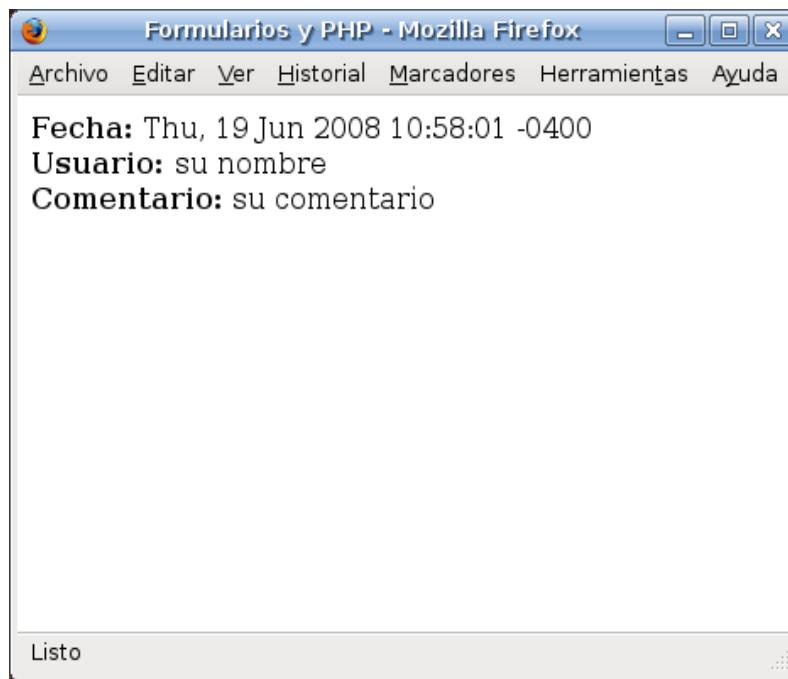 Formularios y PHP - Mozilla Firefox
Archivo Editar Ver Historial Marcadores Herramientas Ayuda
Fecha: Thu, 19 Jun 2008 10:58:01 -0400
Usuario: su nombre
Comentario: su comentario
Listo